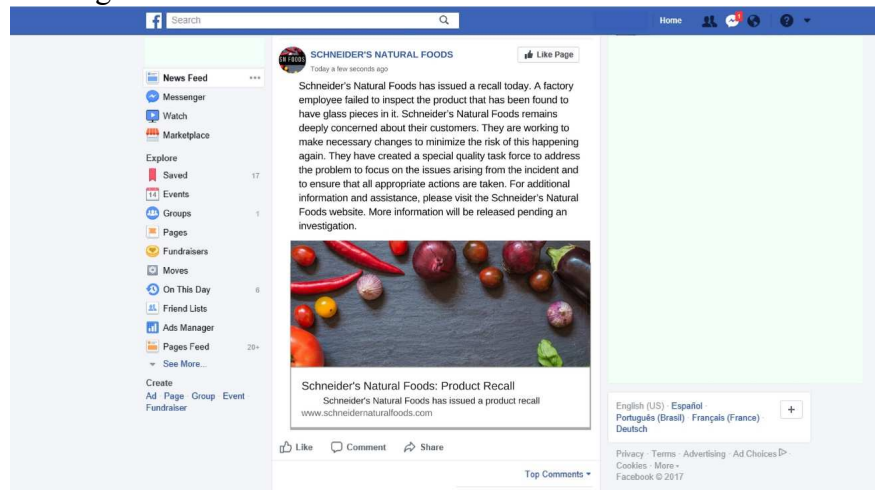 Search
Home
SN FOODS
SCHNEIDER'S NATURAL FOODS
Like Page
Today a few seconds ago
Schneider's Natural Foods has issued a recall today. A factory
employee failed to inspect the product that has been found to
have glass pieces in it. Schneider's Natural Foods remains
deeply concerned about their customers. They are working to
make necessary changes to minimize the risk of this happening
again. They have created a special quality task force to address
the problem to focus on the issues arising from the incident and
to ensure that all appropriate actions are taken. For additional
information and assistance, please visit the Schneider's Natural
Foods website. More information will be released pending an
investigation.
Schneider's Natural Foods: Product Recall
Schneider's Natural Foods has issued a product recall
www.schneidernaturalfoods.com
Like Comment Share
Top Comments
News Feed
Messenger
Watch
Marketplace
Explore
Saved 17
14 Events
Groups 1
Pages
Fundraisers
Moves
On This Day 6
Friend Lists
Ads Manager
Pages Feed 20+
See More...
Create
Ad Page Group Event
Fundraiser
English (US) · Español ·
Português (Brasil) · Français (France) ·
Deutsch
Privacy · Terms · Advertising · Ad Choices ·
Cookies · More
Facebook © 2017